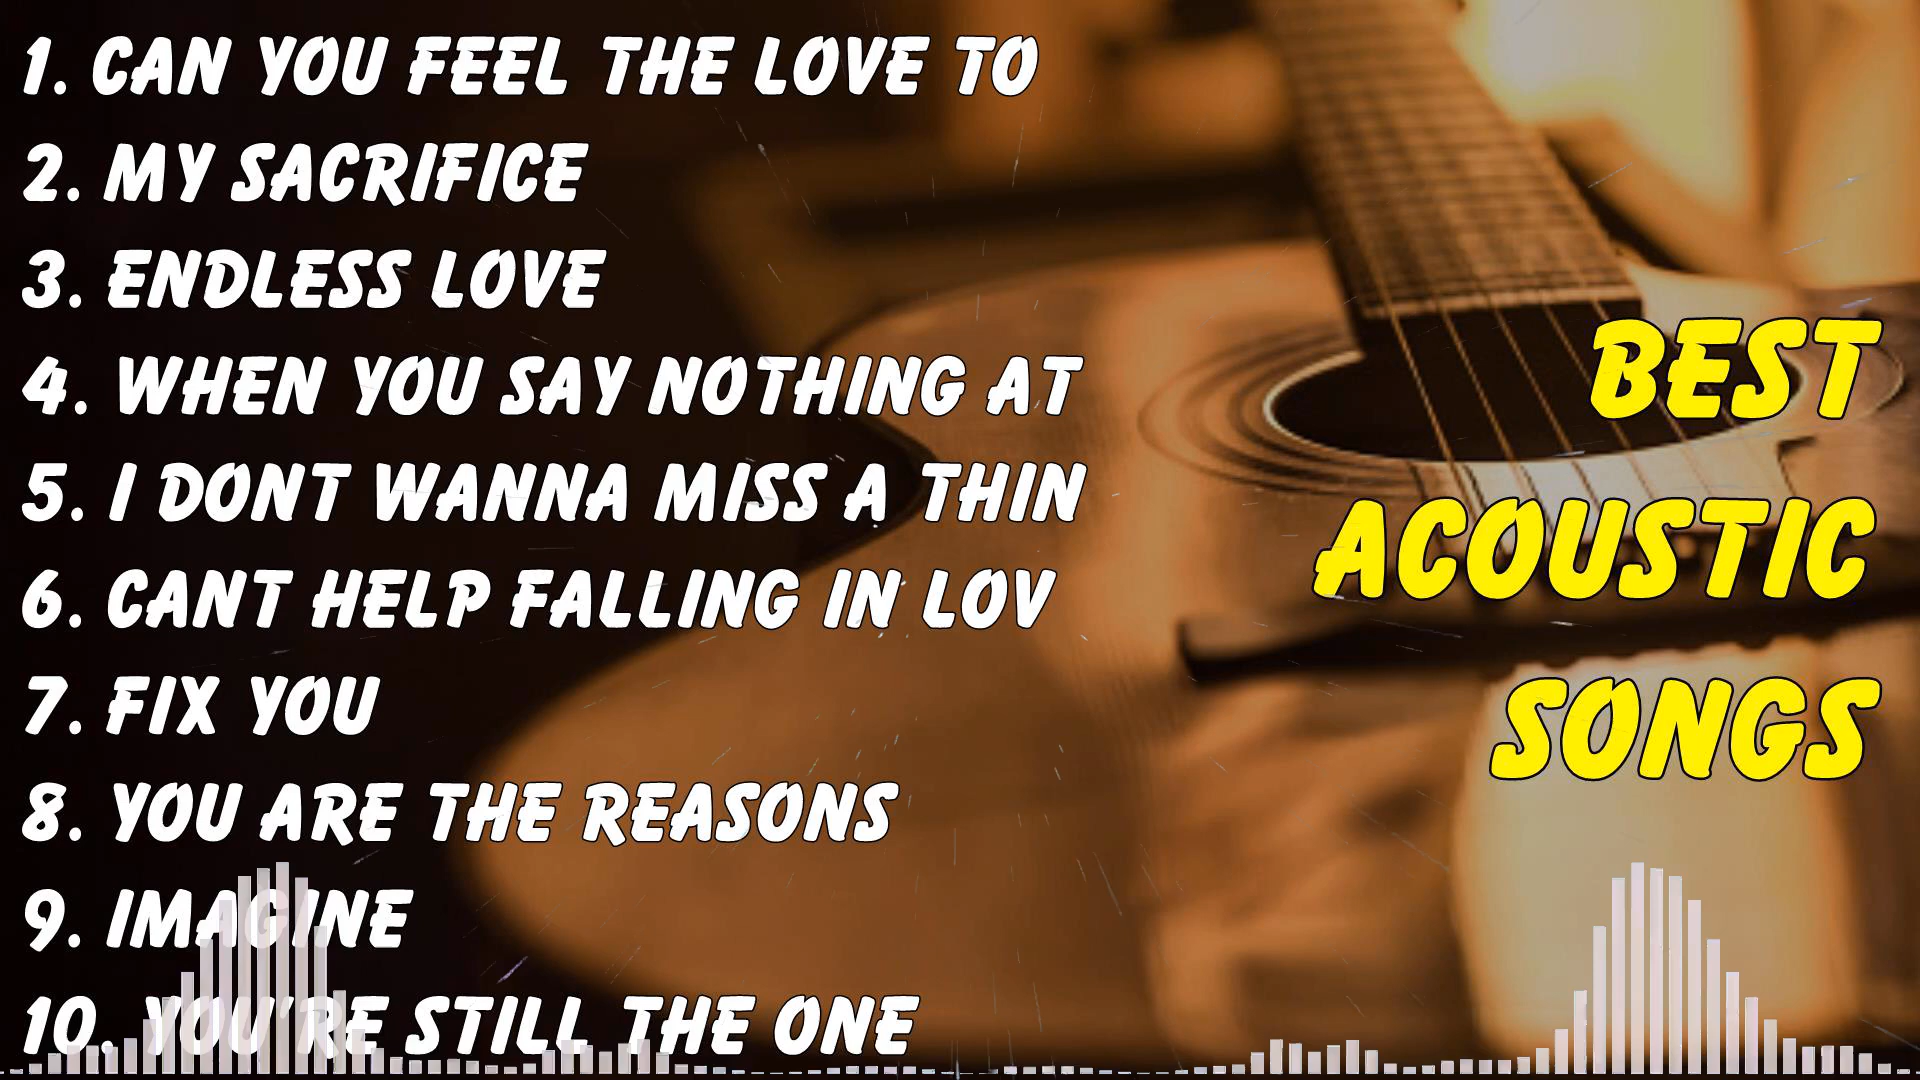 1. CAN YOU FEEL THE LOVE TO
2. MY SACRIFICE
3. ENDLESS LOVE
4. WHEN YOU SAY NOTHING AT
5. I DONT WANNA MISS A THIN
6. CANT HELP FALLING IN LOV
7. FIX YOU
8. YOU ARE THE REASONS
9. IMAGINE
10. YOU'RE STILL THE ONE
BEST
ACOUSTIC
SONGS